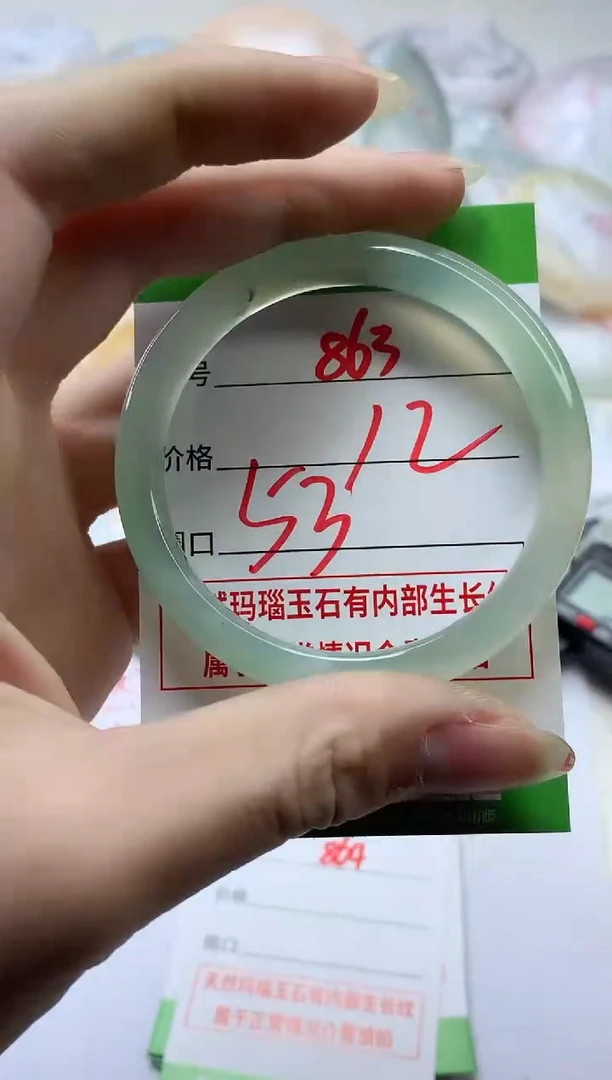 号 863
价格 12
口 53
玛瑙玉石有内部生长
属
864
价格
圈口
天然玛瑙玉石有内部生长纹
属于正常情况介意慎拍